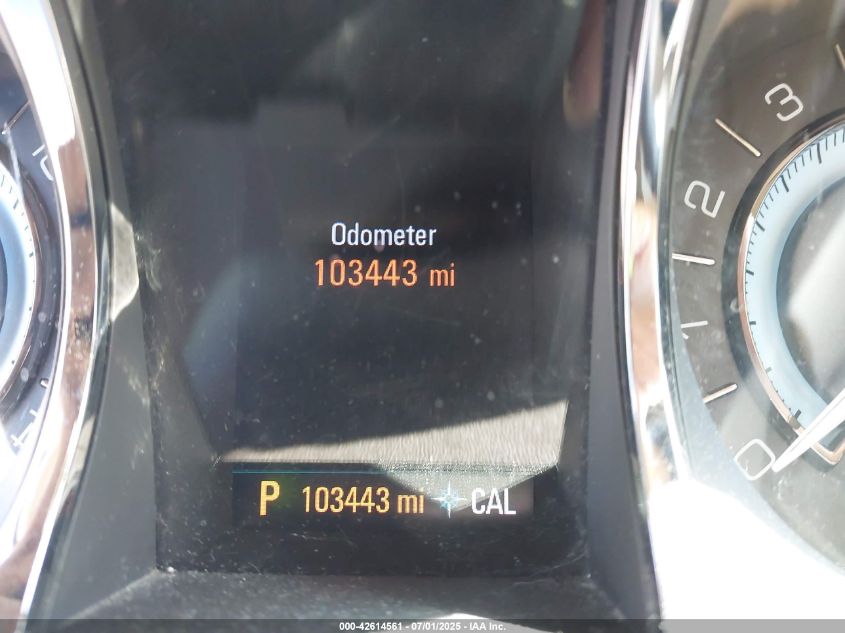 Odometer
103443 mi
P 103443 mi CAL
3
2
1
0
000-42614561 / 07/01/2025 - IAA Inc.